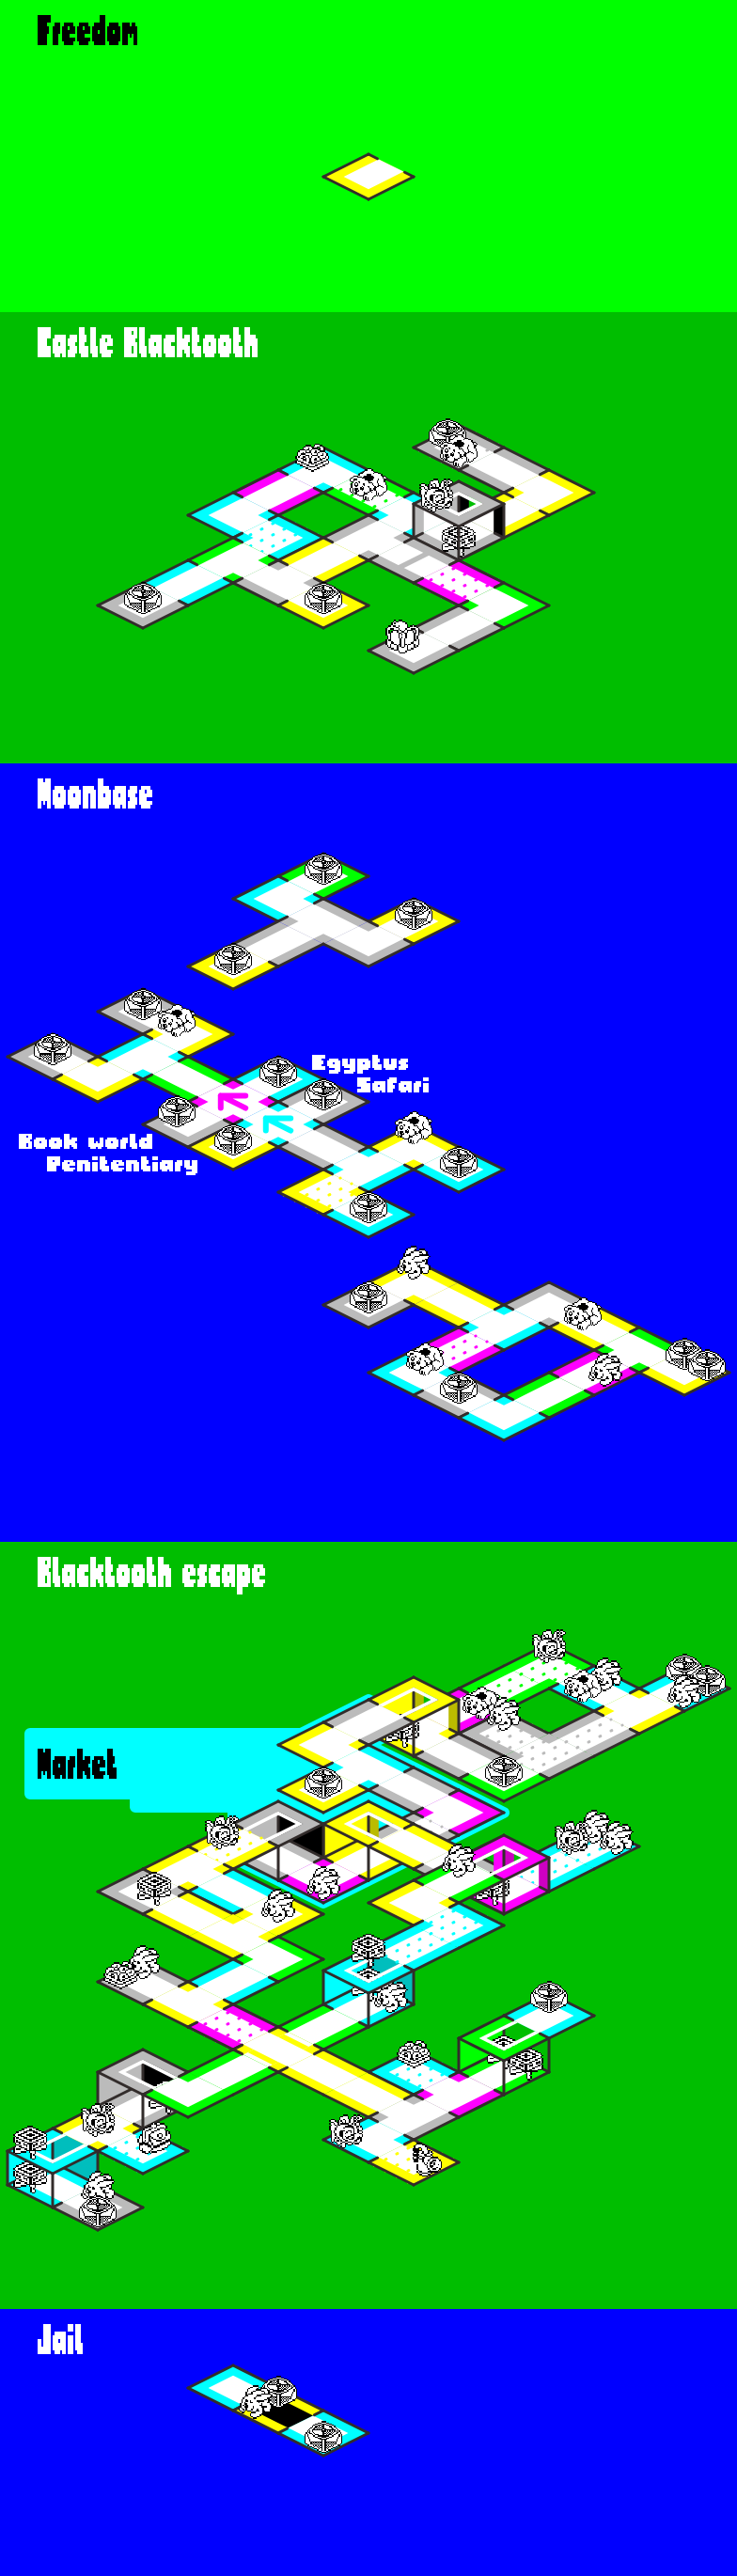 Freedom
Castle Blacktooth
Moonbase
Egyptus
Safari
Book world
Penitentiary
Blacktooth escape
Market
Jail